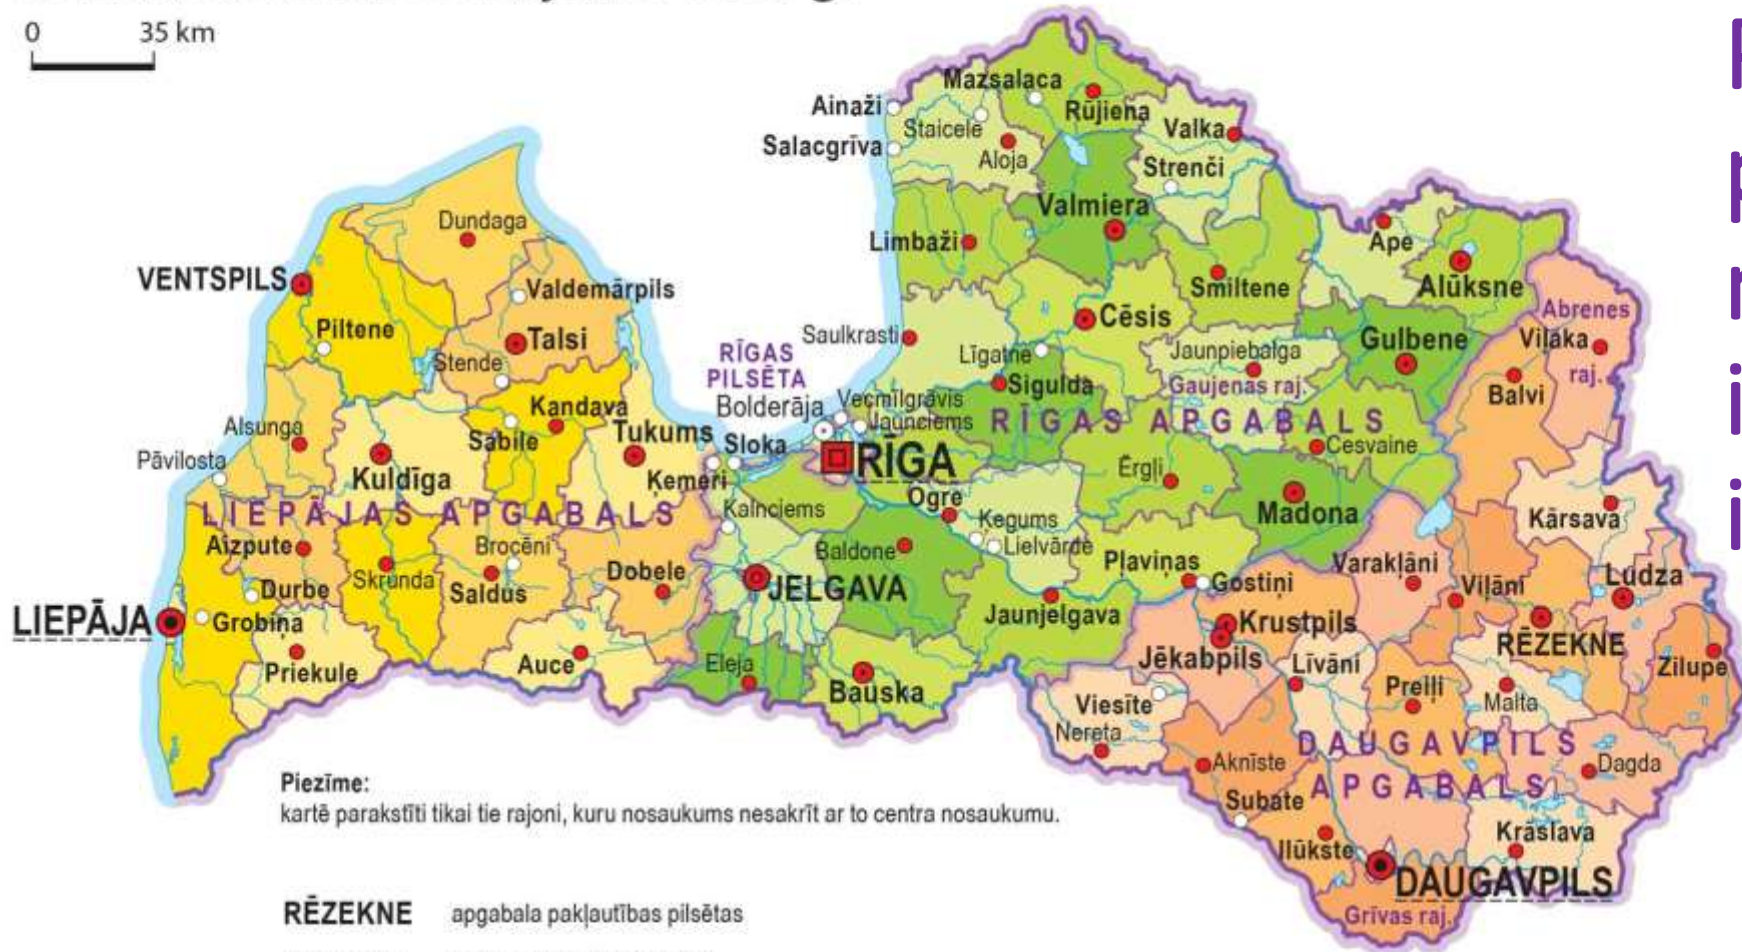 0 35 km
Mazsalaca
Ainaži
Rūjiena
Staicele
Valka
Salacgrīva
Aloja
Strenči
Valmiera
Dundaga
Limbaži
Ape
VENTSPILS
Valdemārpils
Smiltene
Alūksne
Abrenes
raj.
Piltene
Talsi
Cēsis
Saulkrasti
Gulbene
Viļaka
Stende
RĪGAS
PILSĒTA
Līgatne
Jaunpiebalga
Gaujenas raj.
Sigulda
Balvi
Kandava
Bolderāja
Vecmīlgrāvis
Jaunciems
RĪGAS APGABALS
Alsunga
Sabile
Tukums
Sloka
Cesvaine
Pāvilosta
Kuldīga
Ķemeri
RĪGA
Ērgļi
LIEPĀJAS APGABALS
Kalnciems
Ogre
Madona
Kārsava
Aizpute
Brocēni
Baldone
Ķegums
Lielvārde
Skrunda
Saldus
Dobele
Pļaviņas
Varakļāni
Durbe
JELGAVA
Gostiņi
Viļāni
Ludza
LIEPĀJA
Grobiņa
Jaunjelgava
Krustpils
RĒZEKNE
Priekule
Auce
Eleja
Jēkabpils
Līvāni
Zilupe
Bauska
Viesīte
Preiļi
Malta
Nereta
DAUGAVPILS
APGABALS
Aknīste
Dagda
Subate
Krāslava
Ilūkste
DAUGAVPILS
Grīvas raj.
Piezīme:
kartē parakstīti tikai tie rajoni, kuru nosaukums nesakrīt ar to centra nosaukumu.
RĒZEKNE apgabala pakļautības pilsētas